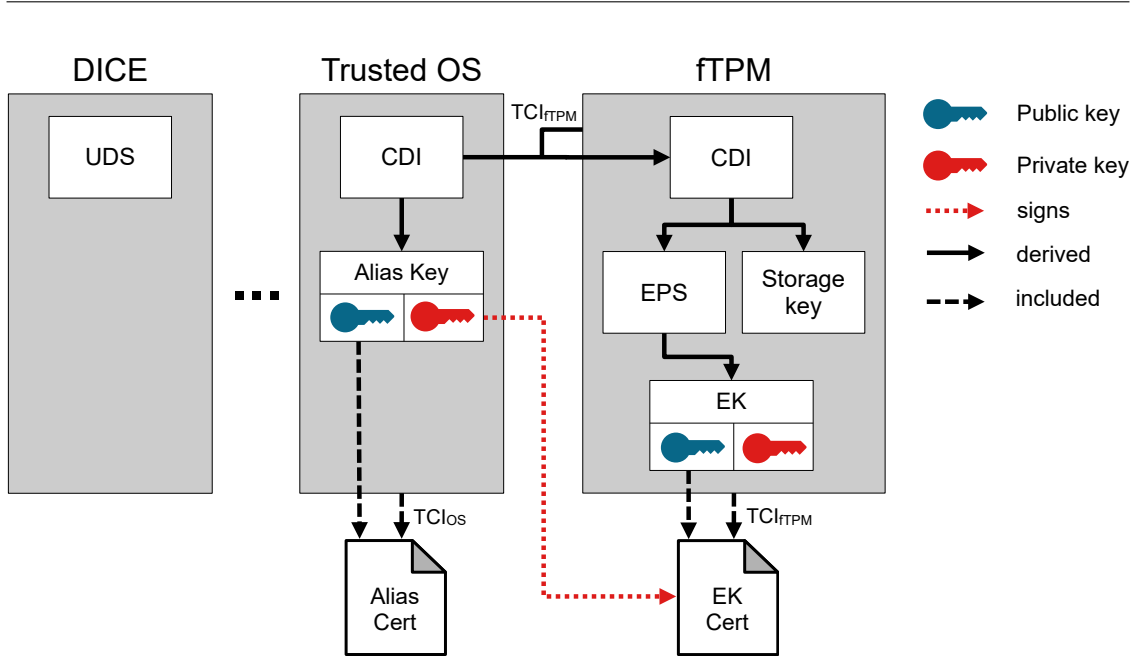 DICE
Trusted OS
fTPM
UDS
CDI
TCIfTPM
CDI
Alias Key
EPS
Storage
key
EK
TCIOS
TCIfTPM
Alias
Cert
EK
Cert
Public key
Private key
signs
derived
included